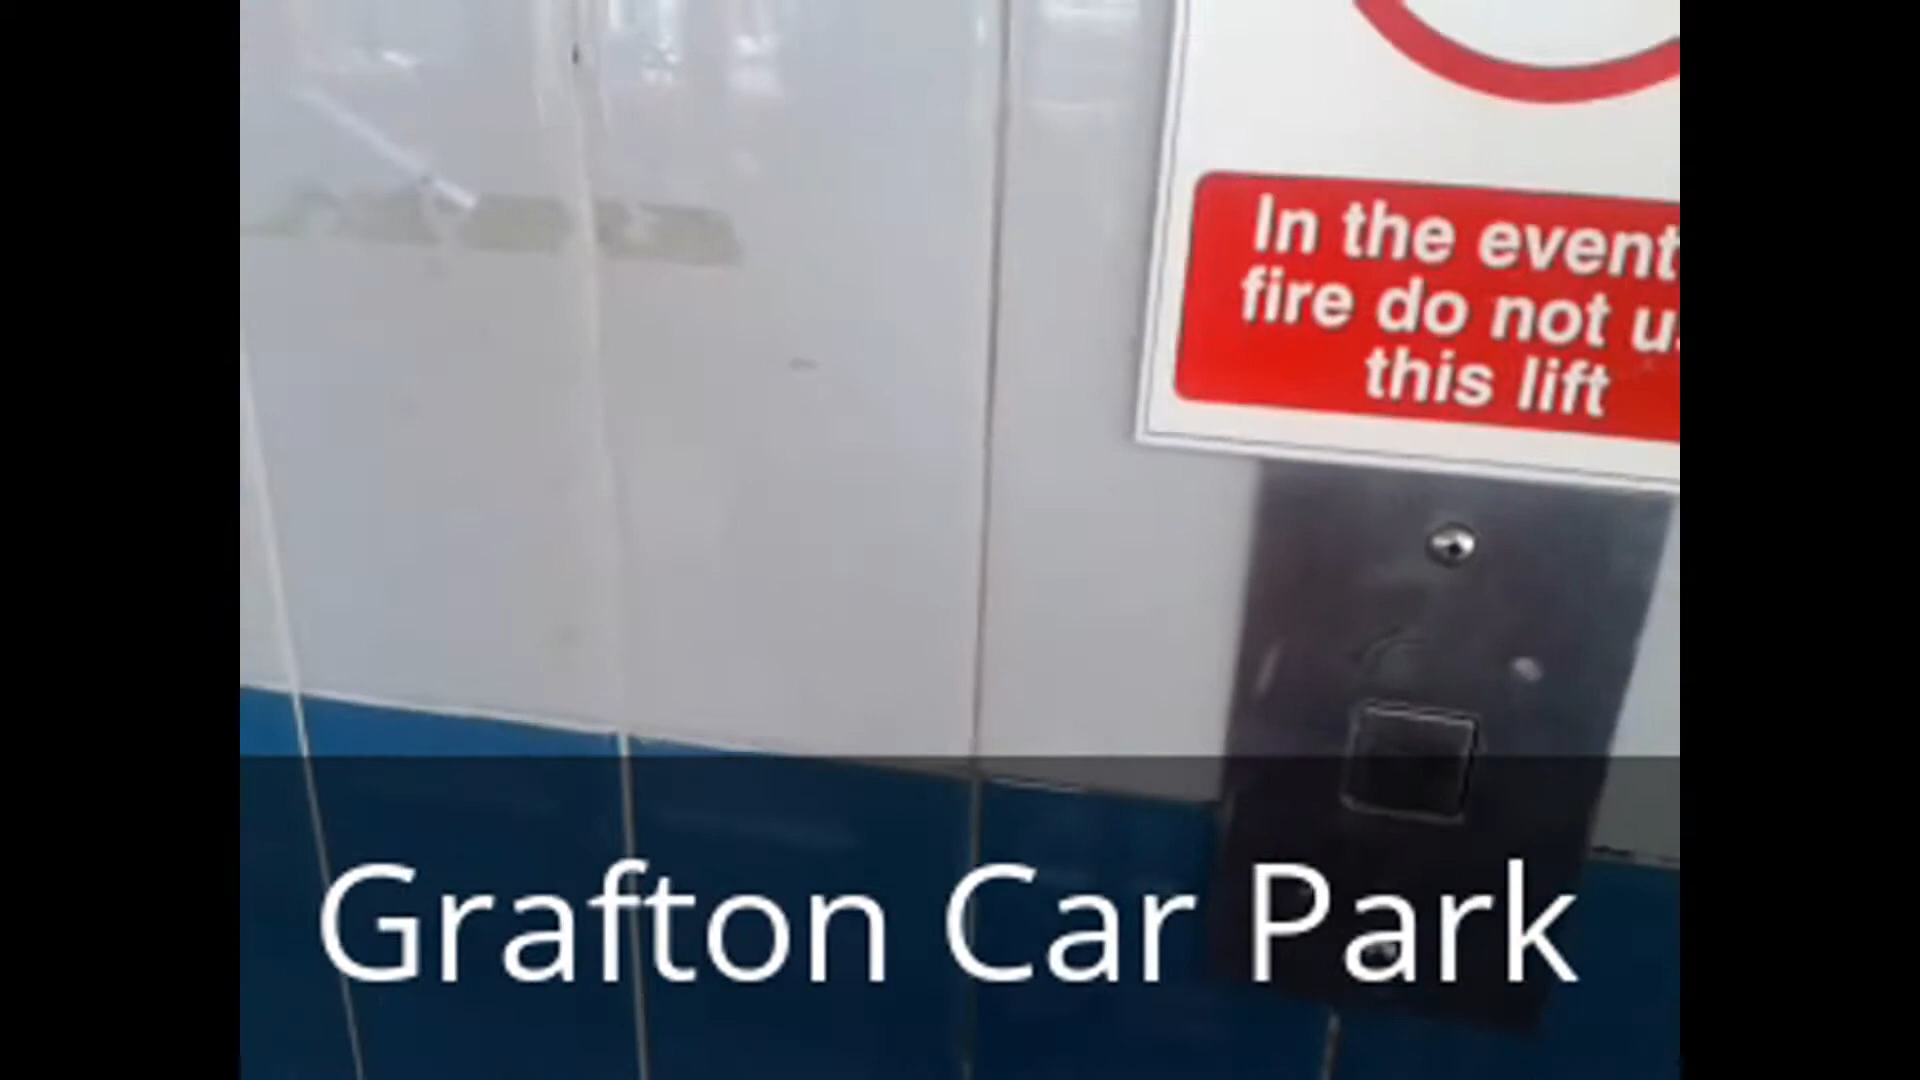 In the event
fire do not
this lift
Grafton Car Park